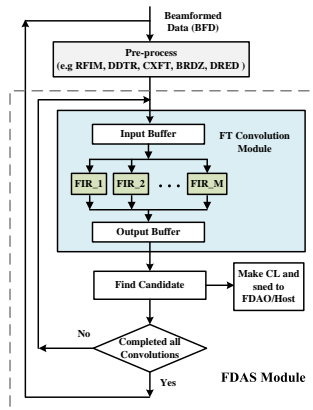 Beamformed
Data (BFD)
Pre-process
(e.g RFIM, DDTR, CXFT, BRDZ, DRED )
Input Buffer
FT Convolution
Module
FIR_1 FIR_2 • • • FIR_M
Output Buffer
Find Candidate
Make CL and
sned to
FDAO/Host
No
Completed all
Convolutions
Yes
FDAS Module